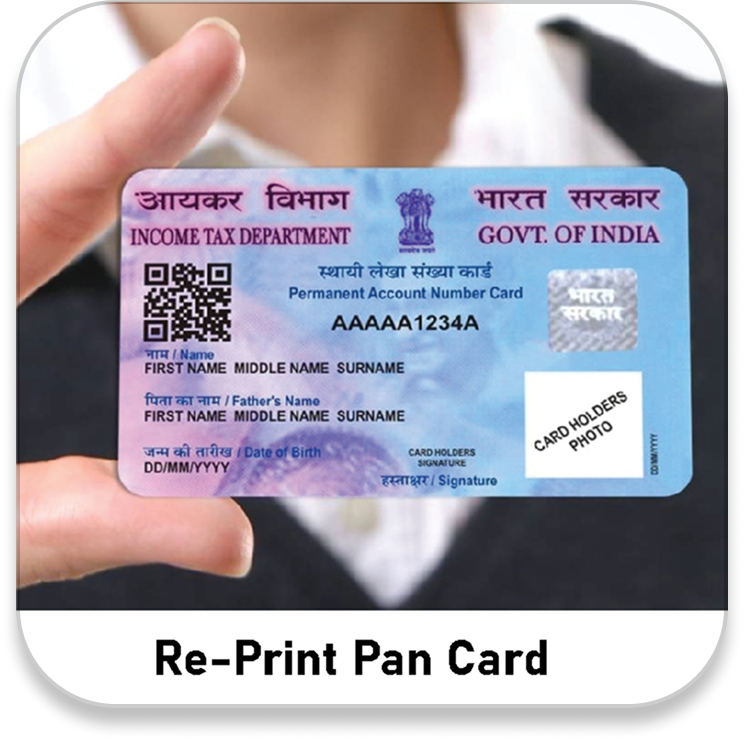 आयकर विभाग
INCOME TAX DEPARTMENT
भारत सरकार
GOVT. OF INDIA
स्थायी लेखा संख्या कार्ड
Permanent Account Number Card
AAAAA1234A
भारत
सरकार
नाम / Name
FIRST NAME MIDDLE NAME SURNAME
पिता का नाम / Father's Name
FIRST NAME MIDDLE NAME SURNAME
जन्म की तारीख / Date of Birth
DD/MM/YYYY
CARD HOLDERS
SIGNATURE
हस्ताक्षर / Signature
CARD HOLDERS
PHOTO
DD/MM/YYYY
Re-Print Pan Card